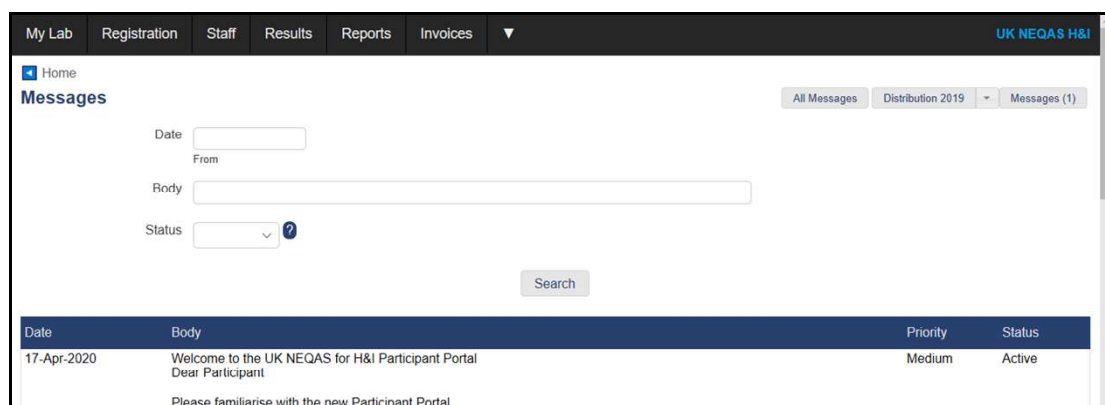 My Lab Registration Staff Results Reports Invoices ▼ UK NEQAS H&I
Home
Messages All Messages Distribution 2019 Messages (1)
Date
From
Body
Status ?
Search
Date Body Priority Status
17-Apr-2020 Welcome to the UK NEQAS for H&I Participant Portal Medium Active
Dear Participant
Please familiarise with the new Participant Portal